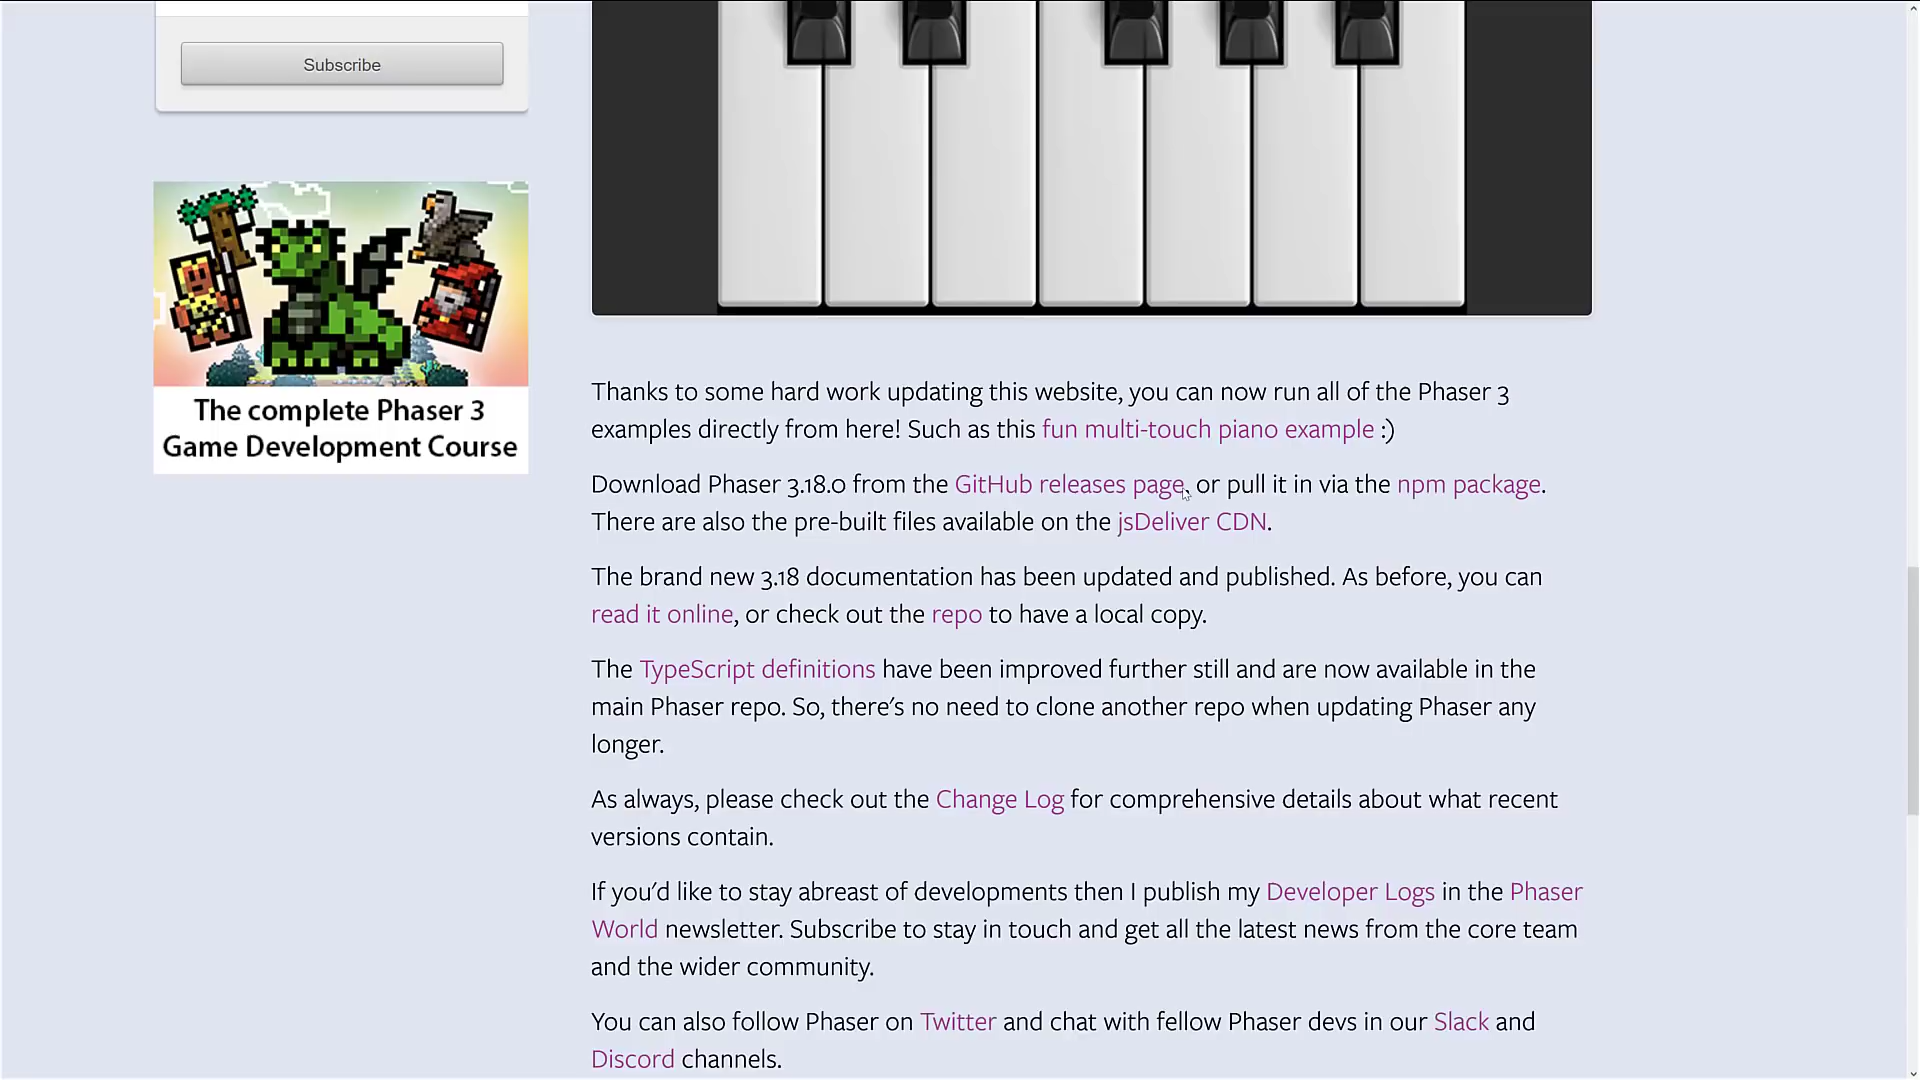 Subscribe
The complete Phaser 3
Game Development Course
Thanks to some hard work updating this website, you can now run all of the Phaser 3
examples directly from here! Such as this fun multi-touch piano example :)
Download Phaser 3.18.0 from the GitHub releases page, or pull it in via the npm package.
There are also the pre-built files available on the jsDeliver CDN.
The brand new 3.18 documentation has been updated and published. As before, you can
read it online, or check out the repo to have a local copy.
The TypeScript definitions have been improved further still and are now available in the
main Phaser repo. So, there's no need to clone another repo when updating Phaser any
longer.
As always, please check out the Change Log for comprehensive details about what recent
versions contain.
If you'd like to stay abreast of developments then I publish my Developer Logs in the Phaser
World newsletter. Subscribe to stay in touch and get all the latest news from the core team
and the wider community.
You can also follow Phaser on Twitter and chat with fellow Phaser devs in our Slack and
Discord channels.